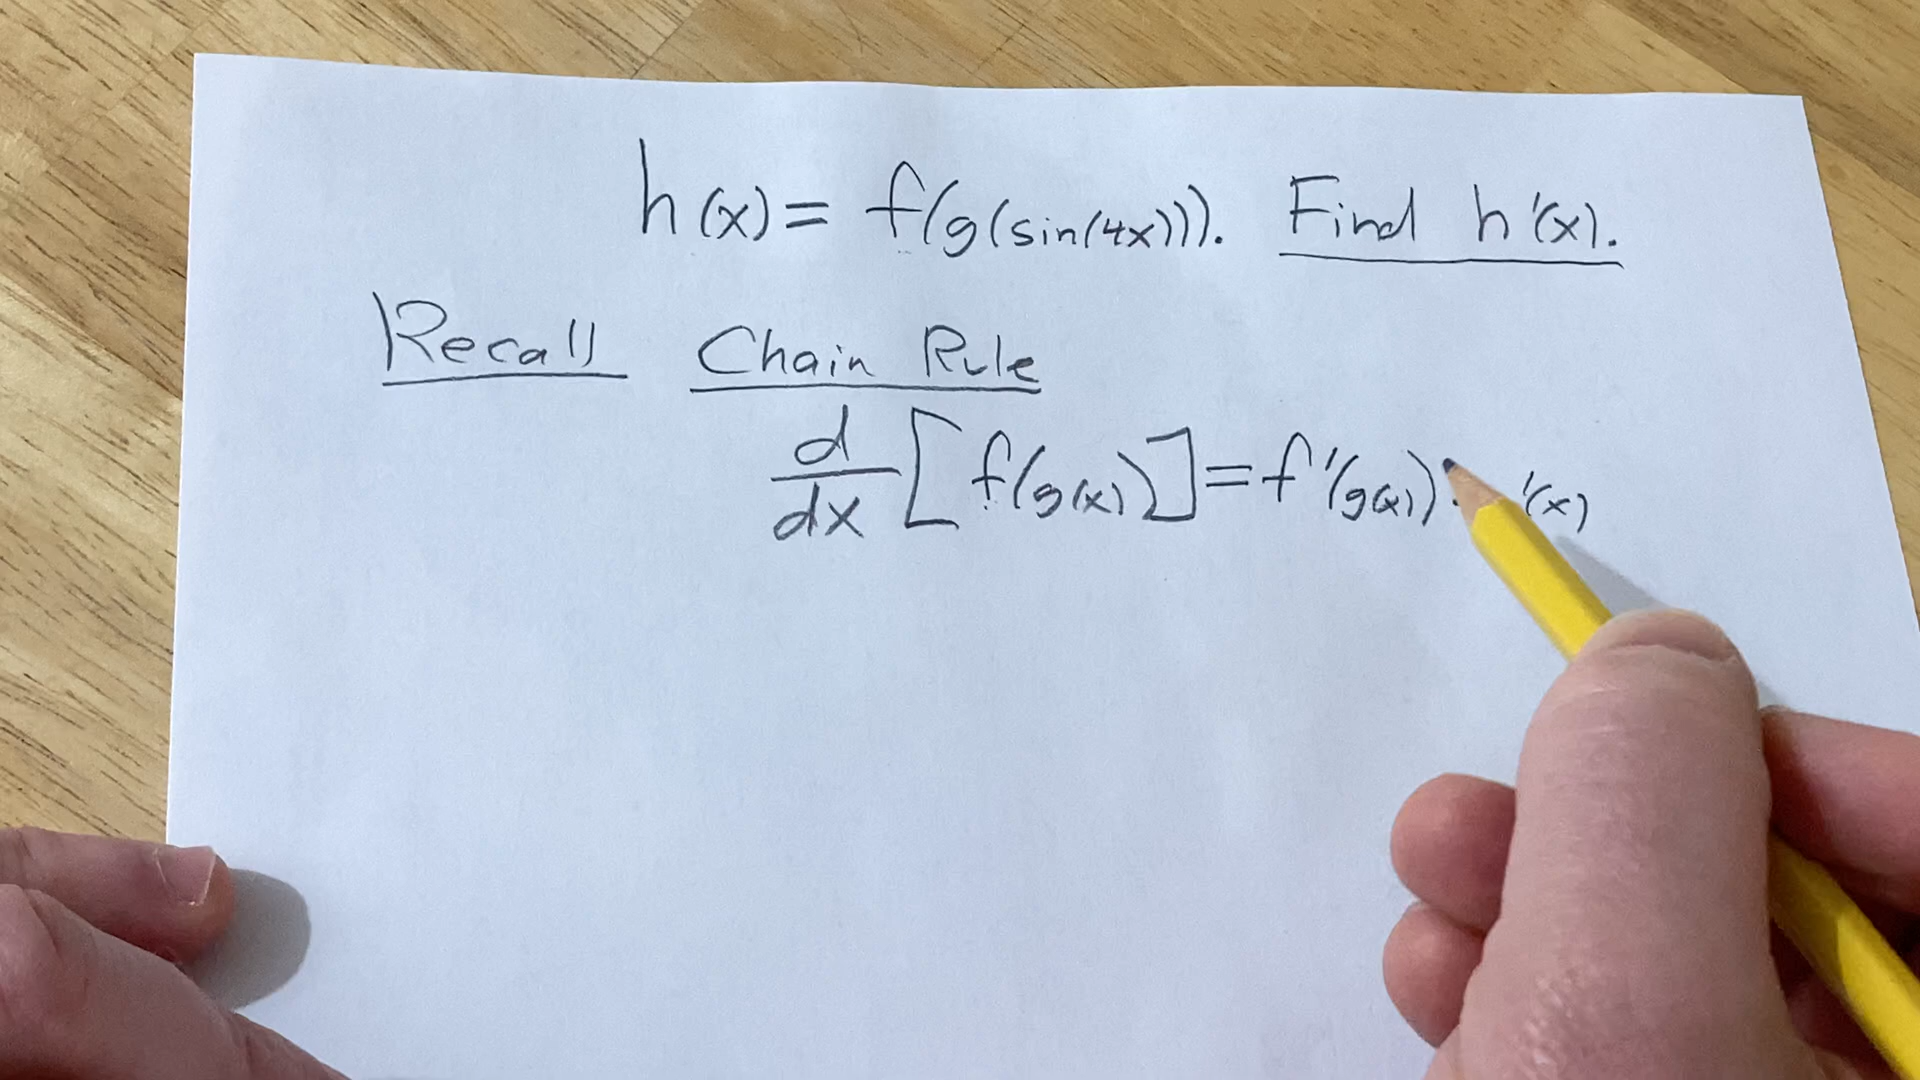 h(x) = f(g(sin(4x))). Find h'(x).
Recall Chain Rule
d/dx [f(g(x))] = f'(g(x)) · '(x)